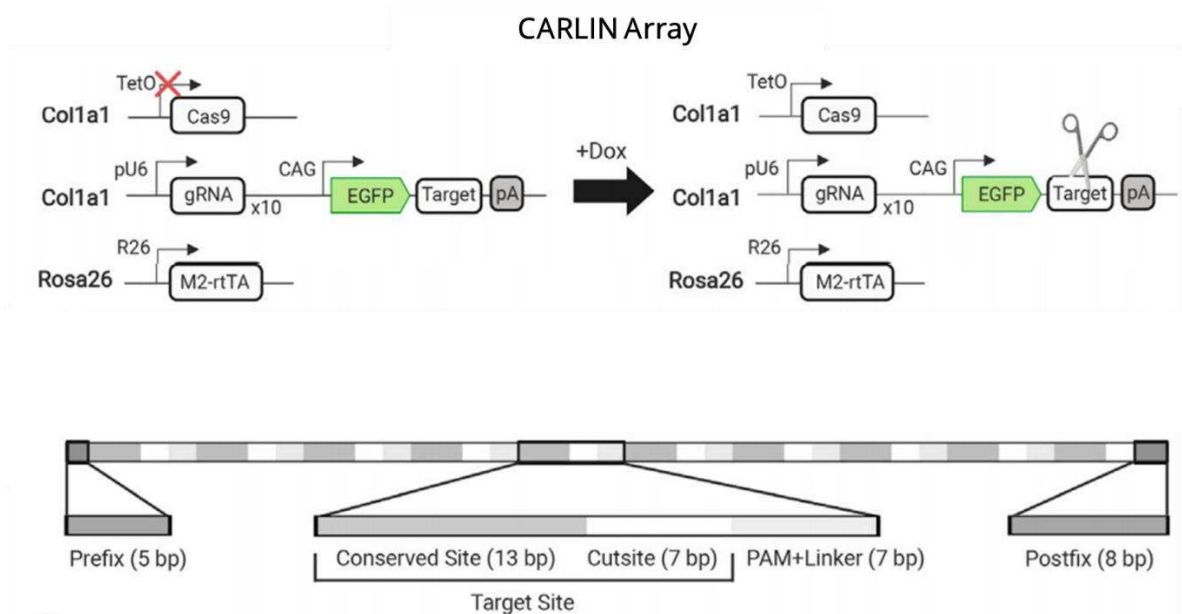 CARLIN Array
TetO
Col1a1
Cas9
pU6
CAG
Col1a1
gRNA
x10
EGFP
Target
pA
R26
Rosa26
M2-rtTA
+Dox
TetO
Col1a1
Cas9
pU6
CAG
Col1a1
gRNA
x10
EGFP
Target
pA
R26
Rosa26
M2-rtTA
Prefix (5 bp)
Conserved Site (13 bp)
Cutsite (7 bp)
PAM+Linker (7 bp)
Postfix (8 bp)
Target Site